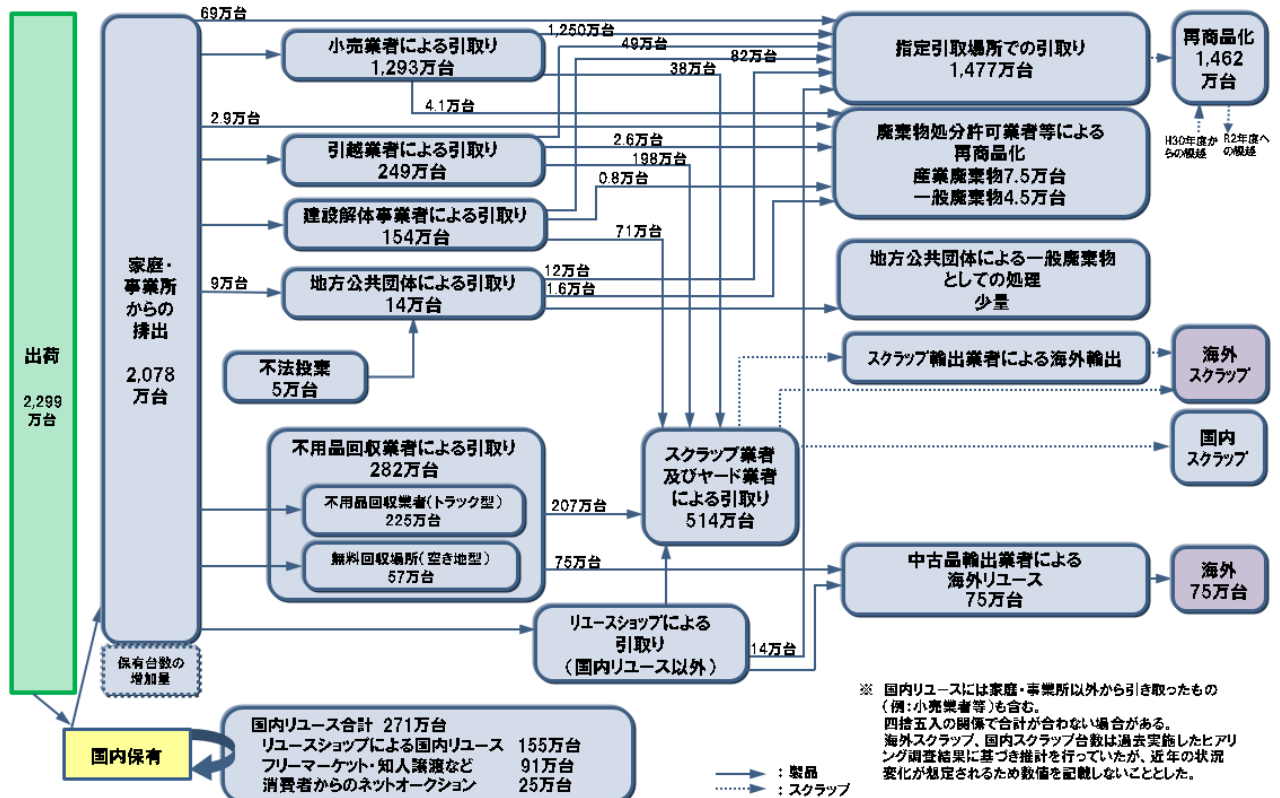 69万台
小売業者による引取り
1,293万台
1,250万台
49万台
82万台
38万台
4.1万台
指定引取場所での引取り
1,477万台
再商品化
1,462
万台
H30年度か
らの繰越
R2年度へ
の繰越
2.9万台
引越業者による引取り
249万台
2.6万台
198万台
0.8万台
廃棄物処分許可業者等による
再商品化
産業廃棄物7.5万台
一般廃棄物4.5万台
建設解体事業者による引取り
154万台
71万台
9万台
地方公共団体による引取り
14万台
12万台
1.6万台
地方公共団体による一般廃棄物
としての処理
少量
家庭・
事業所
からの
排出
2,078
万台
出荷
2,299
万台
不法投棄
5万台
スクラップ輸出業者による海外輸出
海外
スクラップ
国内
スクラップ
不用品回収業者による引取り
282万台
不用品回収業者(トラック型)
225万台
無料回収場所(空き地型)
57万台
207万台
75万台
スクラップ業者
及びヤード業者
による引取り
514万台
中古品輸出業者による
海外リユース
75万台
海外
75万台
リユースショップによる
引取り
(国内リユース以外)
14万台
保有台数の
増加量
国内保有
国内リユース合計 271万台
リユースショップによる国内リユース 155万台
フリーマーケット・知人譲渡など 91万台
消費者からのネットオークション 25万台
※ 国内リユースには家庭・事業所以外から引き取ったもの
(例:小売業者等)も含む。
四捨五入の関係で合計が合わない場合がある。
海外スクラップ、国内スクラップ台数は過去実施したヒアリ
ング調査結果に基づき推計を行っていたが、近年の状況
変化が想定されるため数値を記載しないこととした。
:製品
:スクラップ